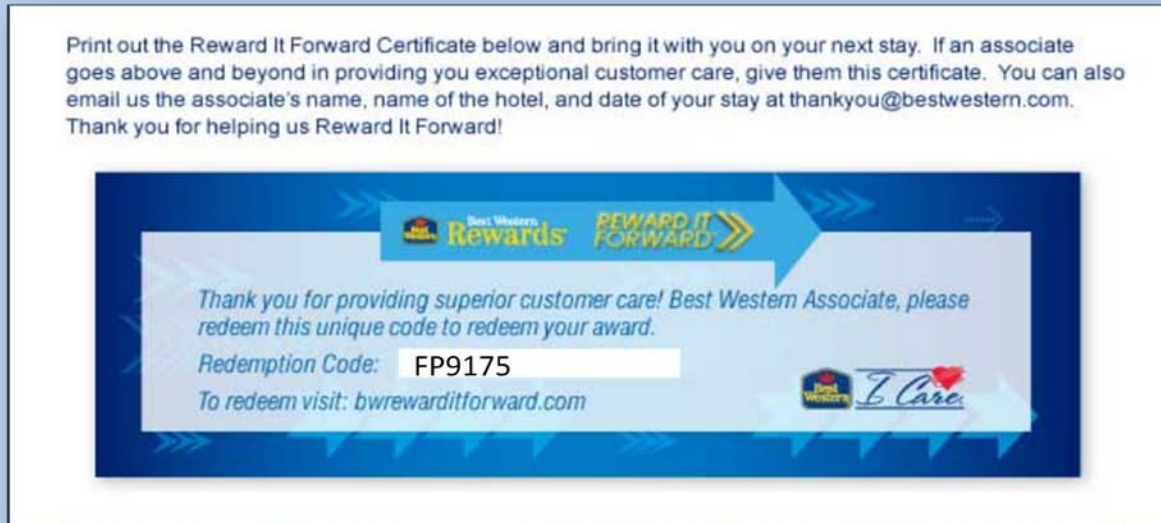 Print out the Reward It Forward Certificate below and bring it with you on your next stay. If an associate
goes above and beyond in providing you exceptional customer care, give them this certificate. You can also
email us the associate's name, name of the hotel, and date of your stay at thankyou@bestwestern.com.
Thank you for helping us Reward It Forward!
Best Western
Best Western
Rewards
REWARD IT
FORWARD
Thank you for providing superior customer care! Best Western Associate, please
redeem this unique code to redeem your award.
Redemption Code: FP9175
To redeem visit: bwrewarditforward.com
Best
Western
I Care